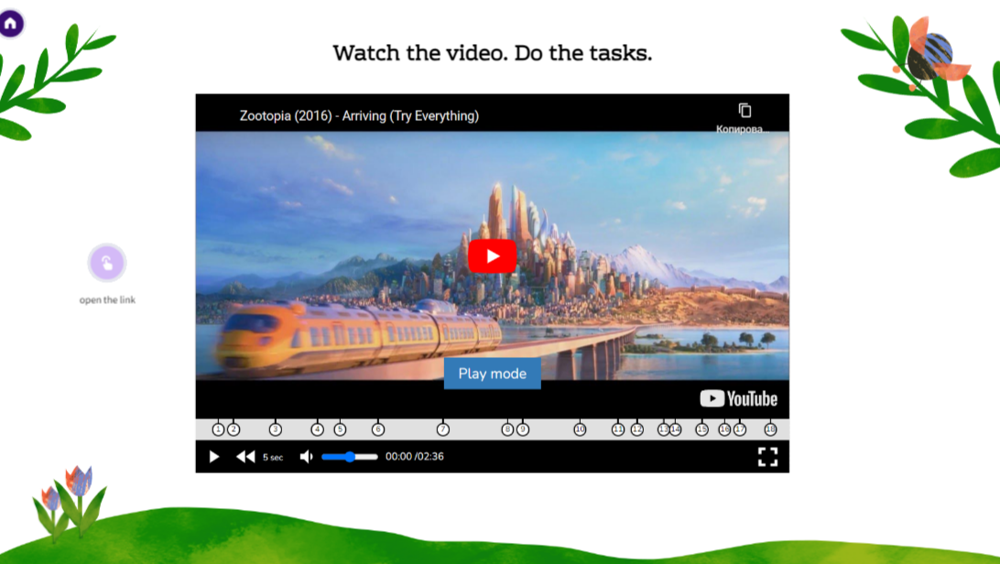 Watch the video. Do the tasks.
Zootopia (2016) - Arriving (Try Everything)
Копирова...
open the link
Play mode
YouTube
1 2 3 4 5 6 7 8 9 10 11 12 13 14 15 16 17 18
5 sec 00:00 /02:36